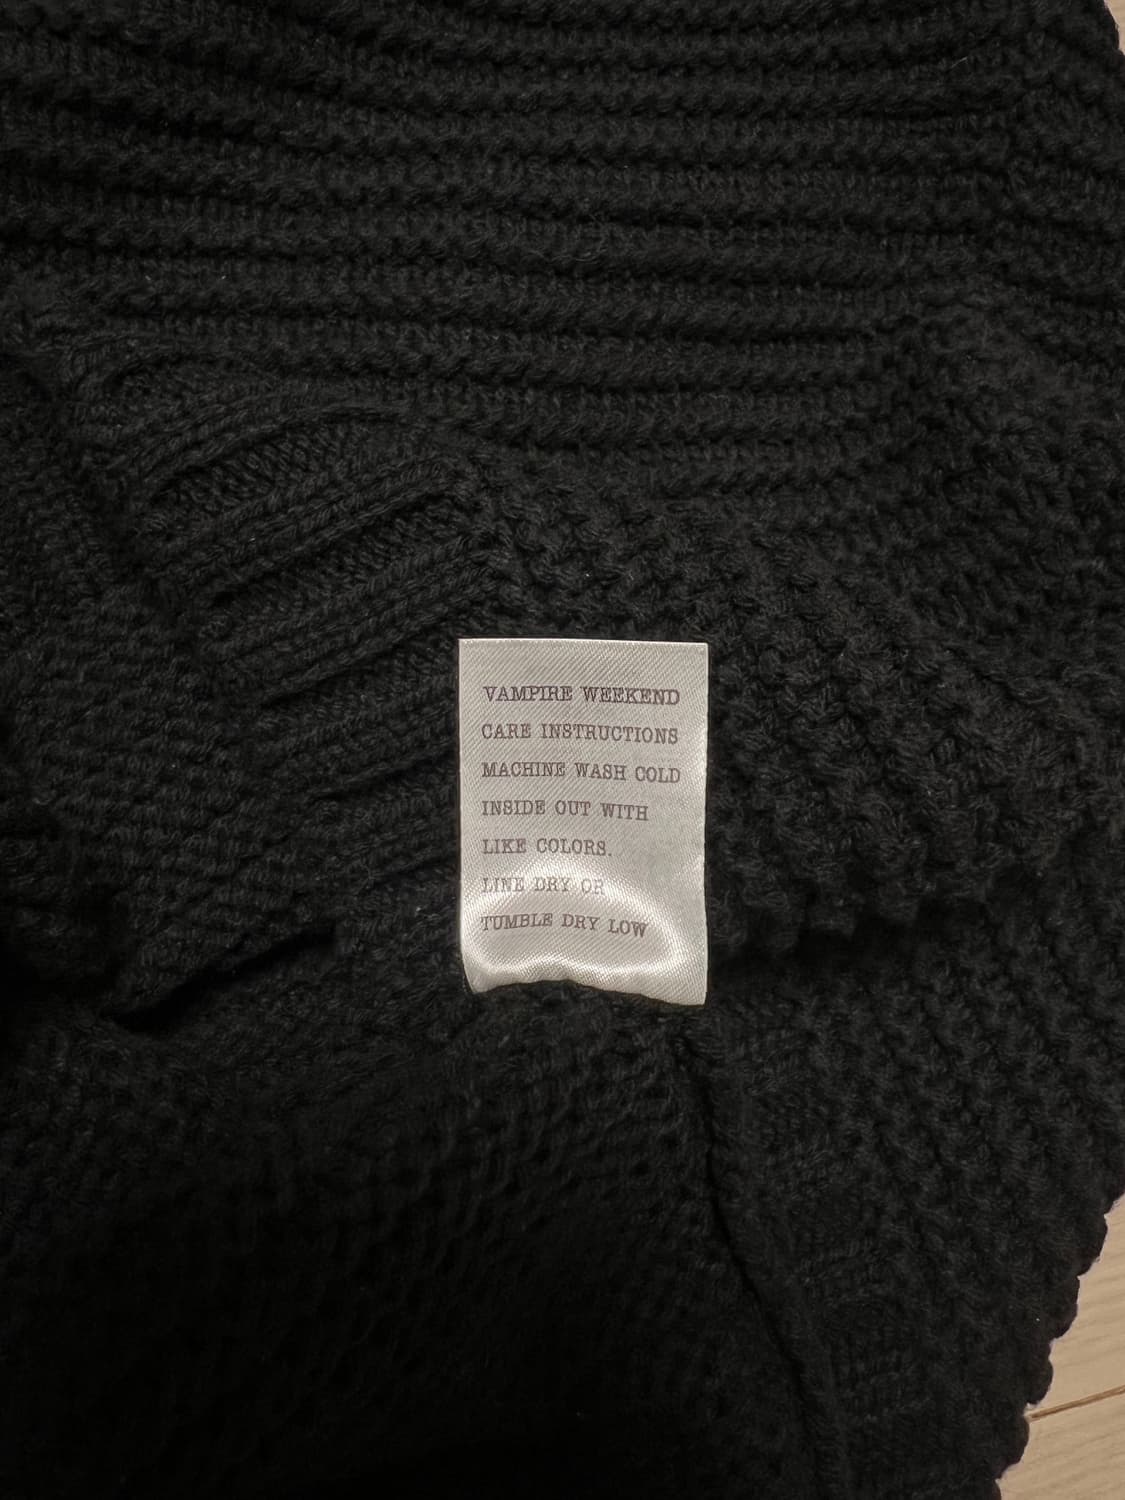 VAMPIRE WEEKEND
CARE INSTRUCTIONS
MACHINE WASH COLD
INSIDE OUT WITH
LIKE COLORS.
LINE DRY OR
TUMBLE DRY LOW